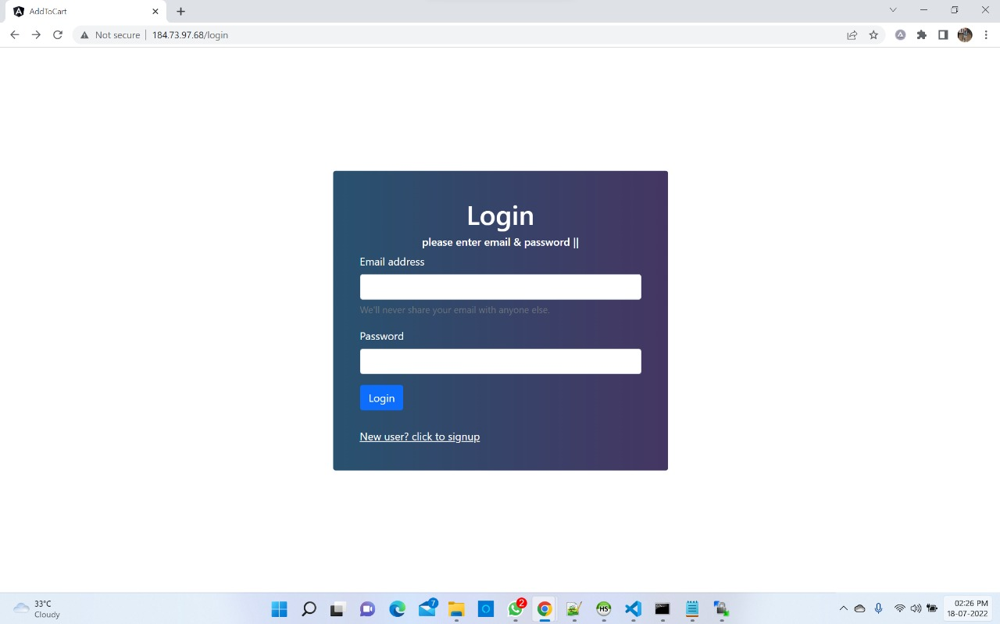 AddToCart
Not secure
184.73.97.68/login
Login
please enter email & password ||
Email address
We'll never share your email with anyone else.
Password
Login
New user? click to signup
33°C
Cloudy
7
2
HS
02:26 PM
18-07-2022